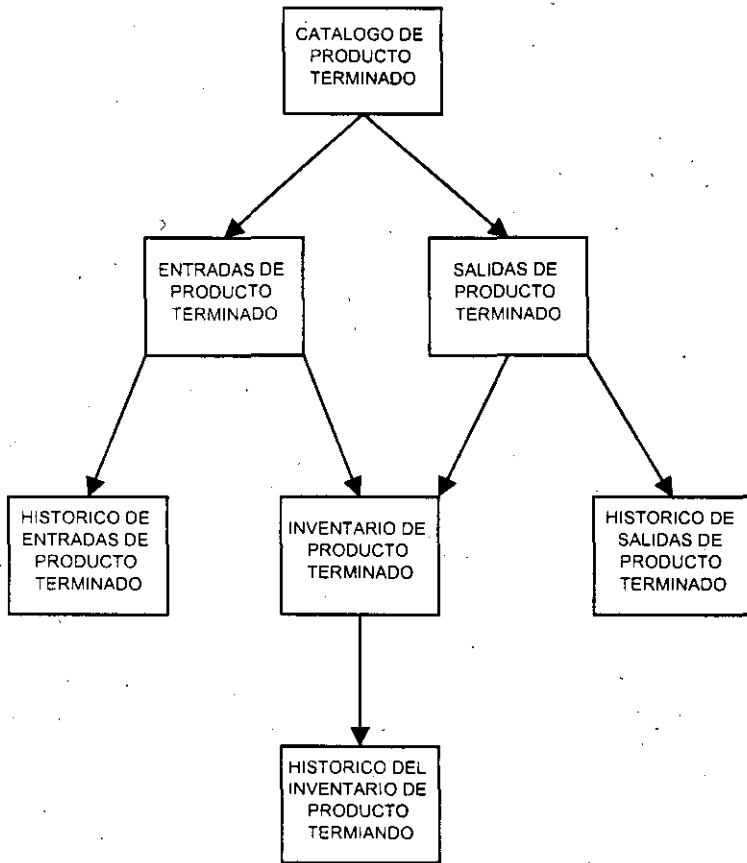 CATALOGO DE
PRODUCTO
TERMINADO
ENTRADAS DE
PRODUCTO
TERMINADO
SALIDAS DE
PRODUCTO
TERMINADO
HISTORICO DE
ENTRADAS DE
PRODUCTO
TERMINADO
INVENTARIO DE
PRODUCTO
TERMINADO
HISTORICO DE
SALIDAS DE
PRODUCTO
TERMINADO
HISTORICO DEL
INVENTARIO DE
PRODUCTO
TERMIANDO